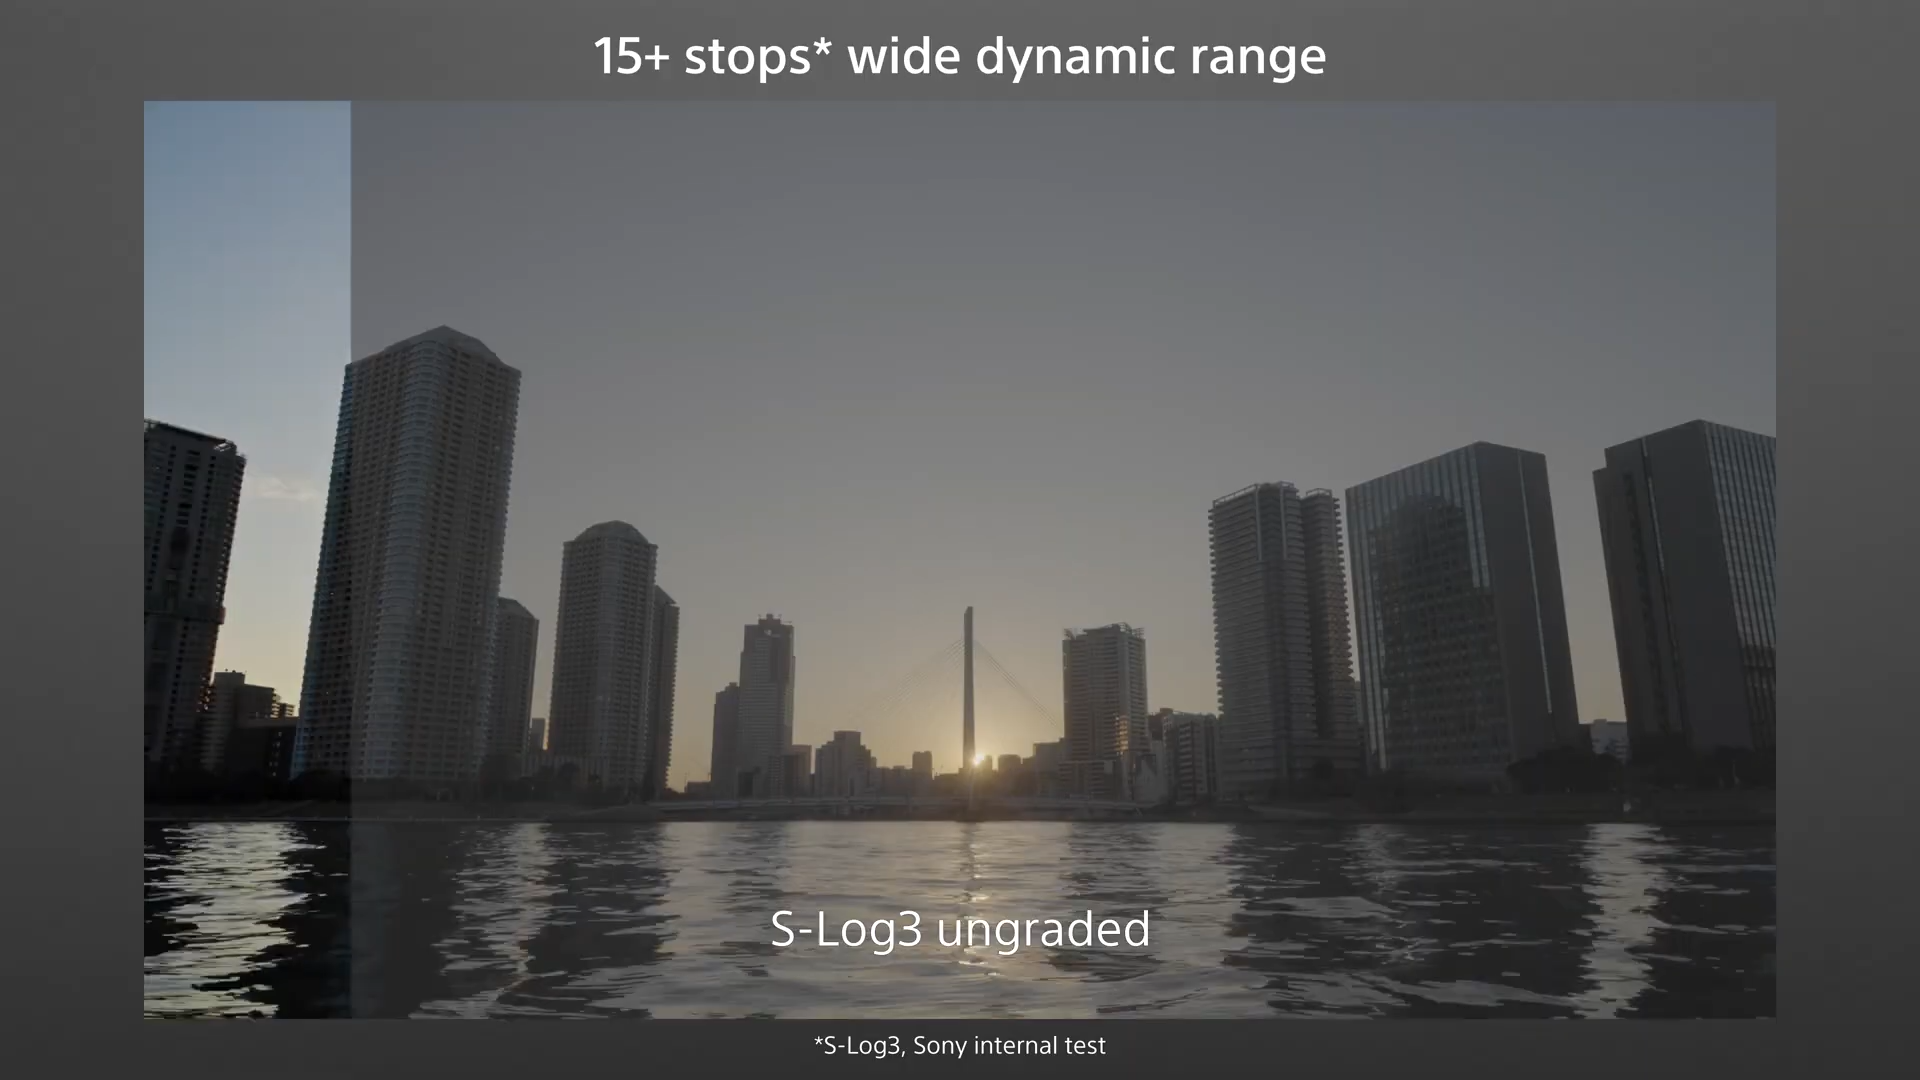 15+ stops* wide dynamic range
S-Log3 ungraded
*S-Log3, Sony internal test